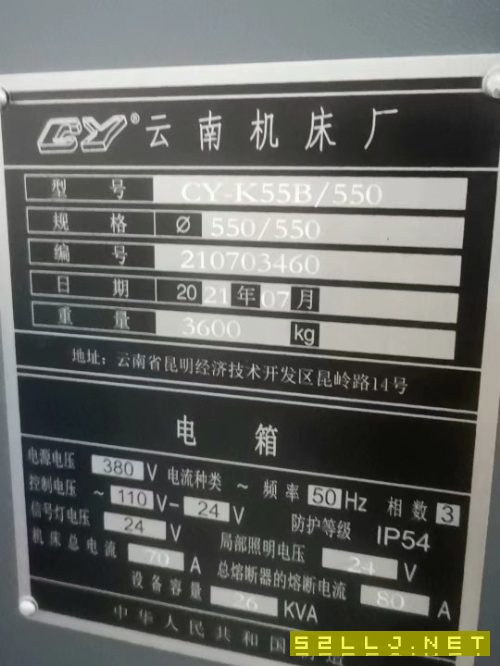 CY® 云南机床厂
型号 CY-K55B/550
规格 Ø 550/550
编号 210703460
日期 2021年07月
重量 3600 kg
地址：云南省昆明经济技术开发区昆岭路14号
电箱
电源电压 380 V 电流种类 ~ 频率 50 Hz 相数 3
控制电压 ~ 110 V- 24 V 防护等级 IP54
信号灯电压 24 V 局部照明电压 24 V
机床总电流 70 A 总熔断器的熔断电流 80 A
设备容量 26 KVA
中华人民共和国
52LLJ.NET